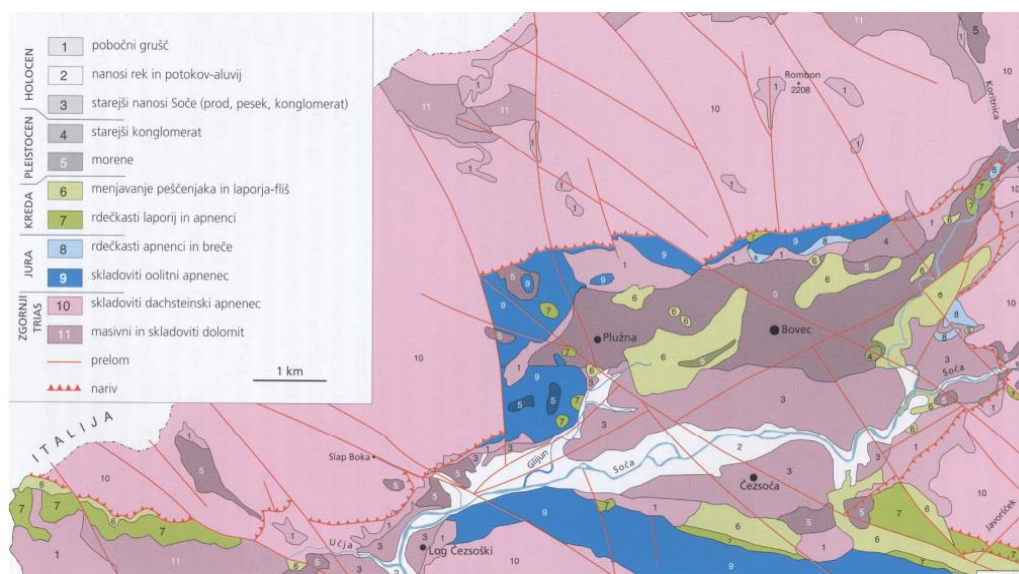 HOLOCEN
1 pobočni grušč
2 nanosi rek in potokov-aluvij
3 starejši nanosi Soče (prod, pesek, konglomerat)
PLEISTOCEN
4 starejši konglomerat
5 morene
KREDA
6 menjavanje peščenjaka in laporja-fliš
7 rdečkasti laporij in apnenci
JURA
8 rdečkasti apnenci in breče
9 skladoviti oolitni apnenec
ZGORNJI
TRIAS
10 skladoviti dachsteinski apnenec
11 masivni in skladoviti dolomit
prelom
nariv
1 km
ITALIJA
Rombon
2208
Koritnica
Plužna
Bovec
Soča
Slap Boka
Glijun
Soča
Čezsoča
Učja
Log Čezsoški
Javoršček